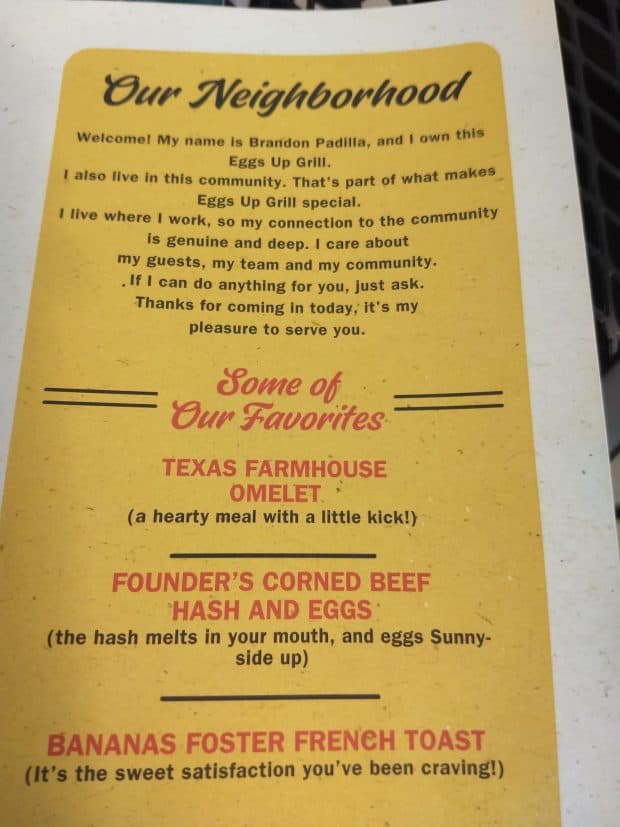 Our Neighborhood
Welcome! My name is Brandon Padilla, and I own this
Eggs Up Grill.
I also live in this community. That's part of what makes
Eggs Up Grill special.
I live where I work, so my connection to the community
is genuine and deep. I care about
my guests, my team and my community.
If I can do anything for you, just ask.
Thanks for coming in today, it's my
pleasure to serve you.
Some of
Our Favorites
TEXAS FARMHOUSE
OMELET
(a hearty meal with a little kick!)
FOUNDER'S CORNED BEEF
HASH AND EGGS
(the hash melts in your mouth, and eggs Sunny-
side up)
BANANAS FOSTER FRENCH TOAST
(It's the sweet satisfaction you've been craving!)